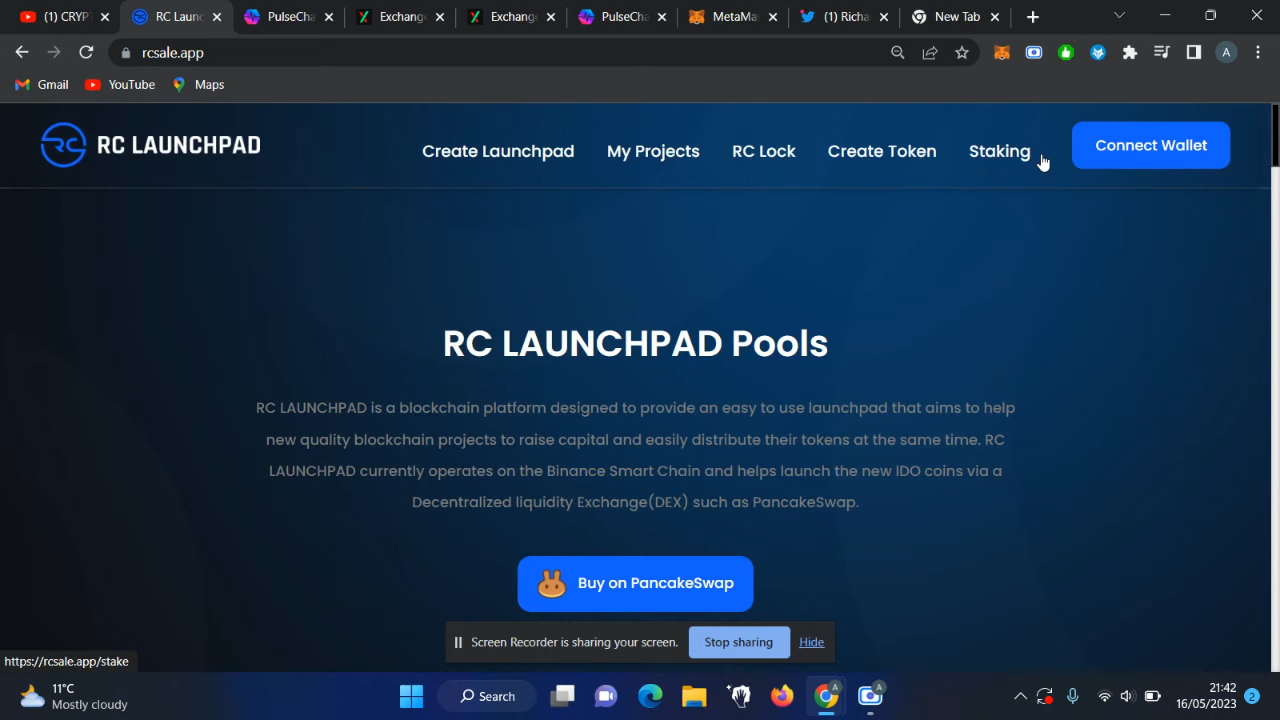 (1) CRYPT
RC Launc
PulseCha
Exchange
Exchang
PulseCha
MetaMas
(1) Richa
New Tab
rcsale.app
A
Gmail
YouTube
Maps
RC LAUNCHPAD
Create Launchpad
My Projects
RC Lock
Create Token
Staking
Connect Wallet
RC LAUNCHPAD Pools
RC LAUNCHPAD is a blockchain platform designed to provide an easy to use launchpad that aims to help
new quality blockchain projects to raise capital and easily distribute their tokens at the same time. RC
LAUNCHPAD currently operates on the Binance Smart Chain and helps launch the new IDO coins via a
Decentralized liquidity Exchange(DEX) such as PancakeSwap.
Buy on PancakeSwap
Screen Recorder is sharing your screen.
Stop sharing
Hide
https://rcsale.app/stake
11°C
Mostly cloudy
Search
A
A
21:42
16/05/2023
2